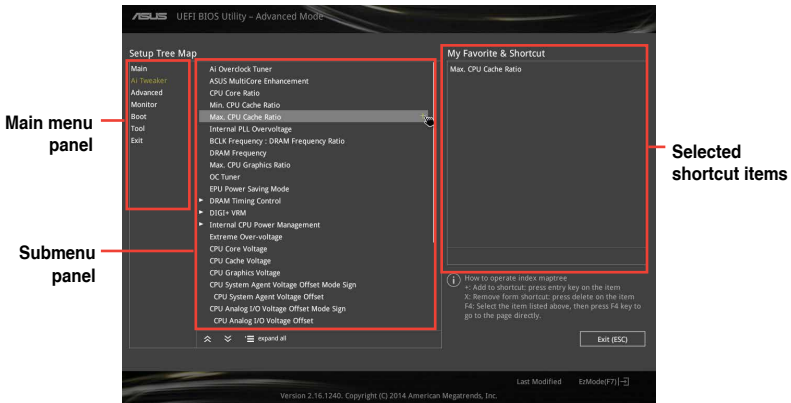 ASUS UEFI BIOS Utility – Advanced Mode
Setup Tree Map
Main
Ai Tweaker
Advanced
Monitor
Boot
Tool
Exit
Ai Overclock Tuner
ASUS MultiCore Enhancement
CPU Core Ratio
Min. CPU Cache Ratio
Max. CPU Cache Ratio
Internal PLL Overvoltage
BCLK Frequency : DRAM Frequency Ratio
DRAM Frequency
Max. CPU Graphics Ratio
OC Tuner
EPU Power Saving Mode
DRAM Timing Control
DIGI+ VRM
Internal CPU Power Management
Extreme Over-voltage
CPU Core Voltage
CPU Cache Voltage
CPU Graphics Voltage
CPU System Agent Voltage Offset Mode Sign
CPU System Agent Voltage Offset
CPU Analog I/O Voltage Offset Mode Sign
CPU Analog I/O Voltage Offset
expand all
My Favorite & Shortcut
Max. CPU Cache Ratio
How to operate index maptree
+: Add to shortcut: press entry key on the item
X: Remove form shortcut: press delete on the item
F4: Select the item listed above, then press F4 key to
go to the page directly.
Exit (ESC)
Last Modified EzMode(F7)
Version 2.16.1240. Copyright (C) 2014 American Megatrends, Inc.
Main menu
panel
Submenu
panel
Selected
shortcut items